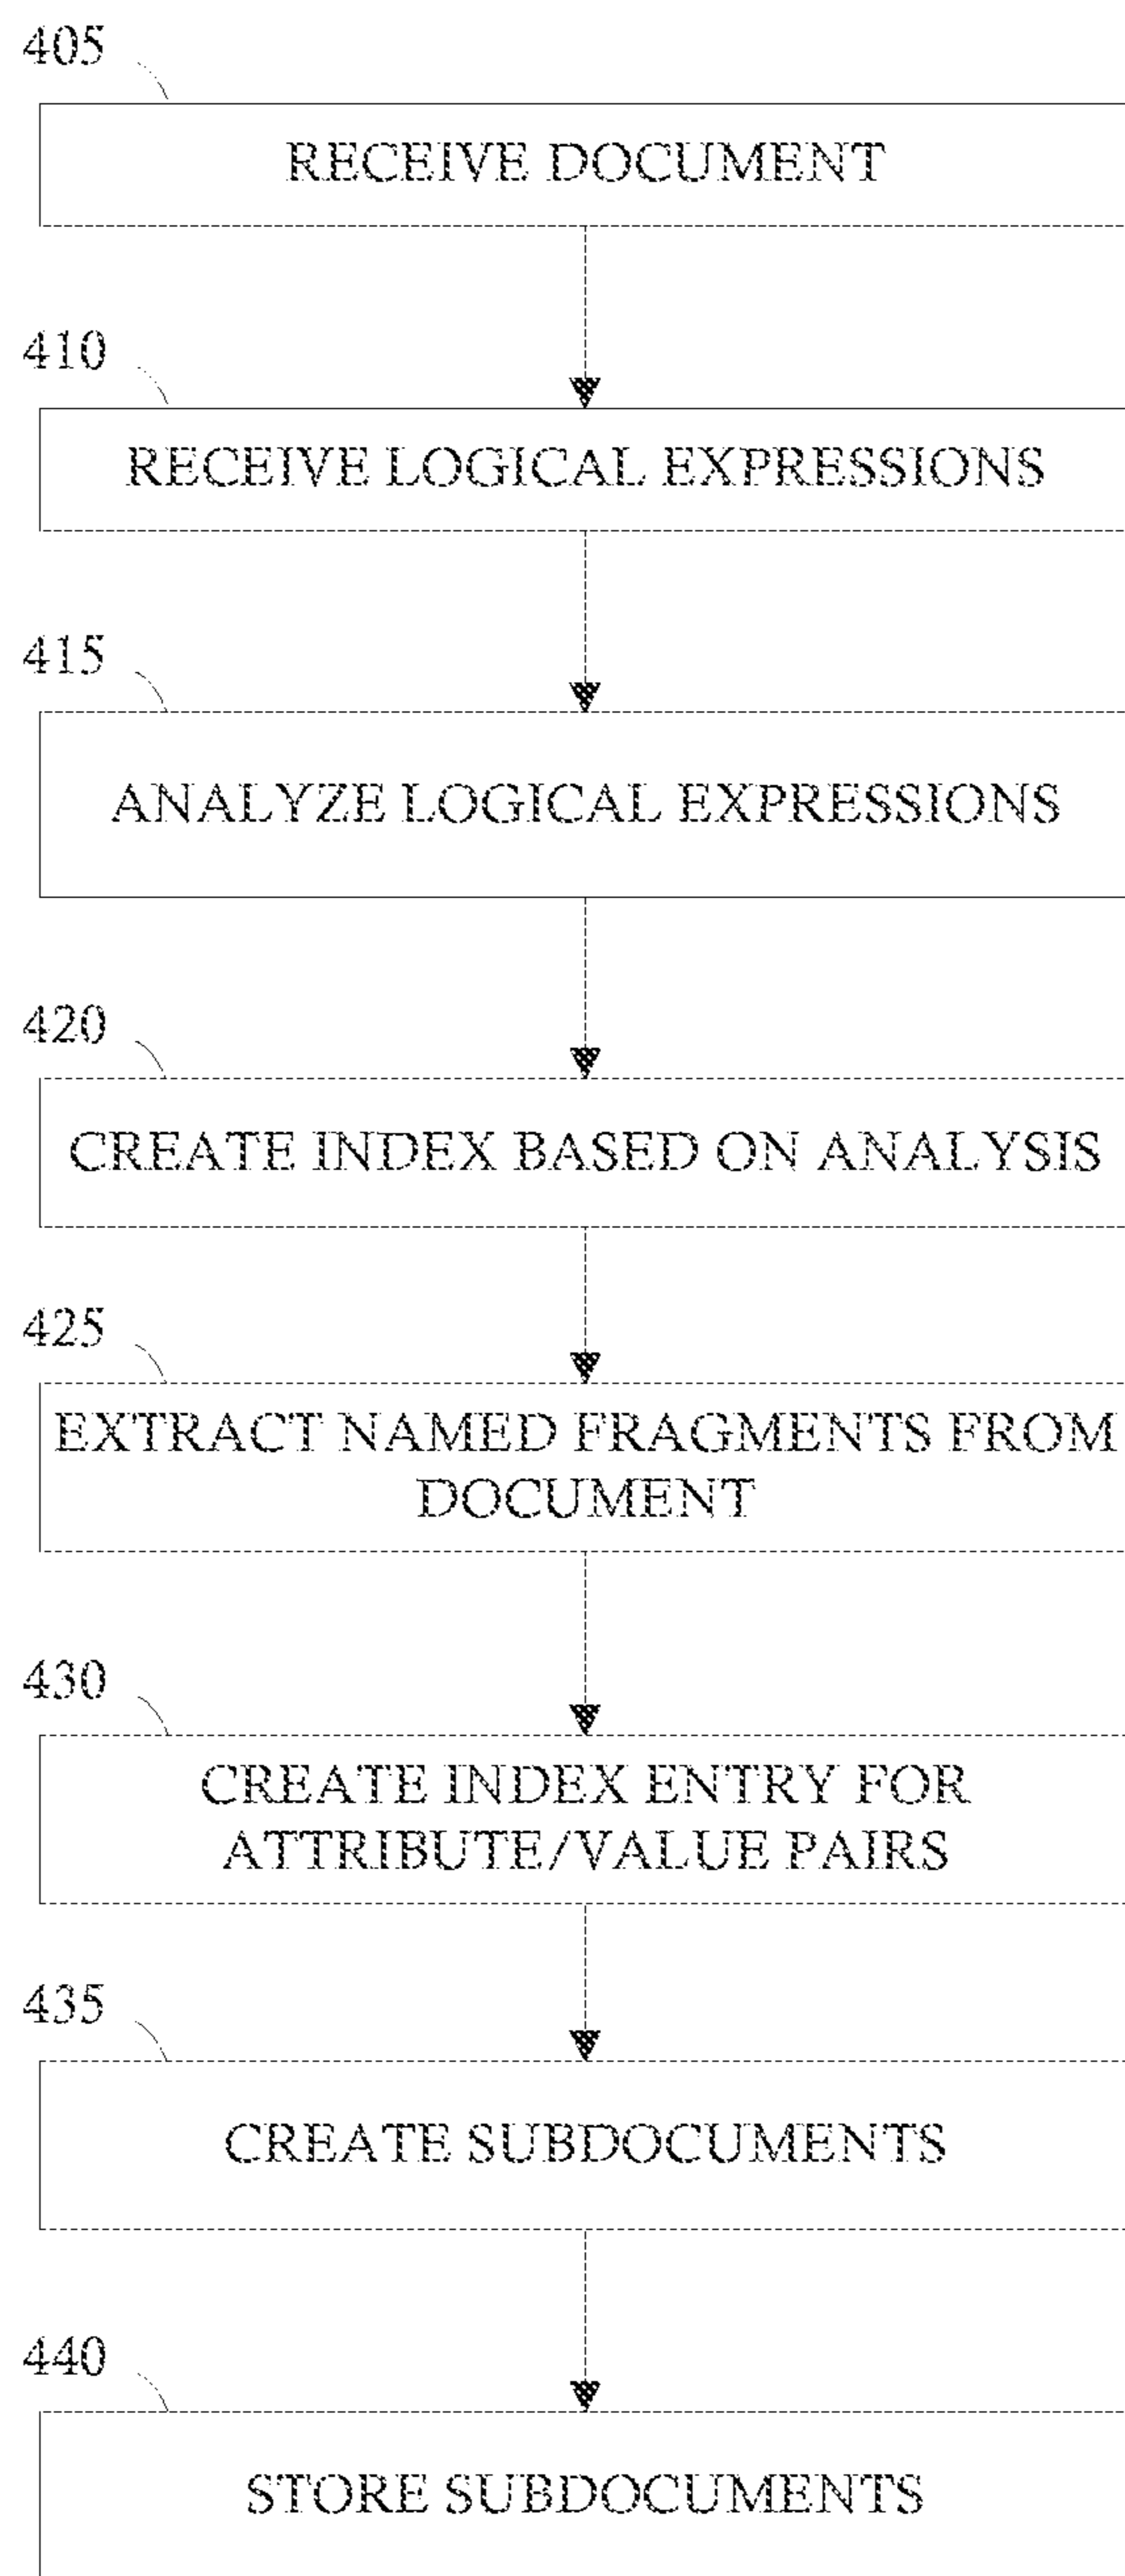 405
RECEIVE DOCUMENT
410
RECEIVE LOGICAL EXPRESSIONS
415
ANALYZE LOGICAL EXPRESSIONS
420
CREATE INDEX BASED ON ANALYSIS
425
EXTRACT NAMED FRAGMENTS FROM
DOCUMENT
430
CREATE INDEX ENTRY FOR
ATTRIBUTE/VALUE PAIRS
435
CREATE SUBDOCUMENTS
440
STORE SUBDOCUMENTS